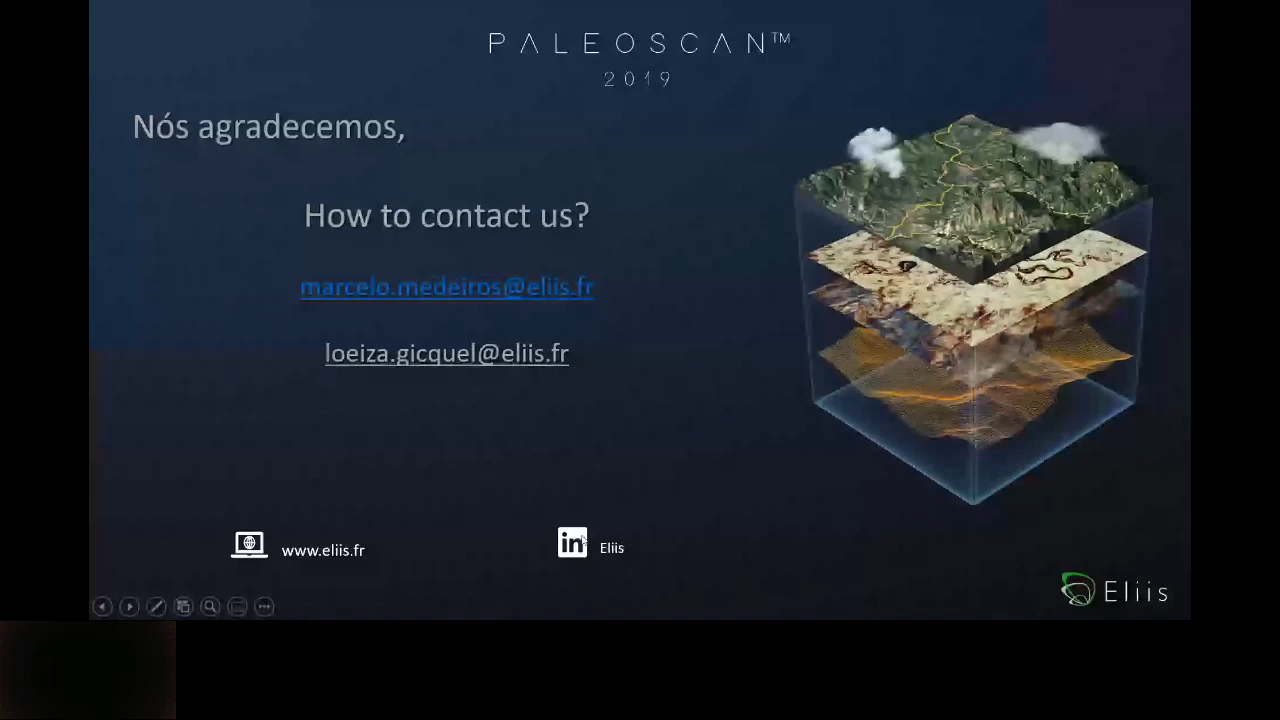 PALEOSCAN™
2019
Nós agradecemos,
How to contact us?
marcelo.medeiros@eliis.fr
loeiza.gicquel@eliis.fr
www.eliis.fr
in
Eliis
Eliis